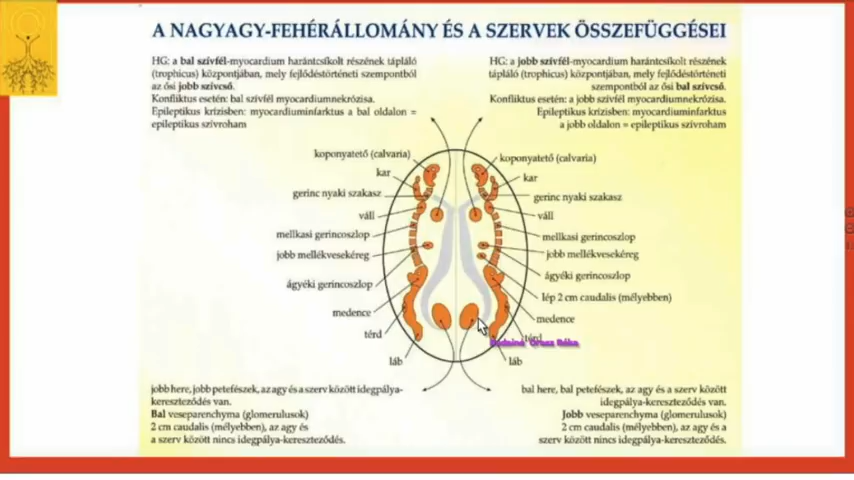 A NAGYAGY-FEHÉRÁLLOMÁNY ÉS A SZERVEK ÖSSZEFÜGGÉSEI
HG: a bal szívfél-myocardium harántcsíkolt részének tápláló
(trophicus) központjában, mely fejlődéstörténeti szempontból
az ősi jobb szívcső.
Konfliktus esetén: bal szívfél myocardiumnekrózisa.
Epileptikus krízisben: myocardiuminfarktus a bal oldalon =
epileptikus szívroham
HG: a jobb szívfél-myocardium harántcsíkolt részének
tápláló (trophicus) központjában, mely fejlődéstörténeti
szempontból az ősi bal szívcső.
Konfliktus esetén: a jobb szívfél myocardiumnekrózisa.
Epileptikus krízisben: myocardiuminfarktus
a jobb oldalon = epileptikus szívroham
koponyatető (calvaria)
kar
gerinc nyaki szakasz
váll
mellkasi gerincoszlop
jobb mellékvesekéreg
ágyéki gerincoszlop
medence
térd
láb
koponyatető (calvaria)
kar
gerinc nyaki szakasz
váll
mellkasi gerincoszlop
jobb mellékvesekéreg
ágyéki gerincoszlop
lép 2 cm caudalis (mélyebben)
medence
térd
láb
jobb here, jobb petefészek, az agy és a szerv között idegpálya-
kereszteződés van.
Bal veseparenchyma (glomerulusok)
2 cm caudalis (mélyebben), az agy és
a szerv között nincs idegpálya-kereszteződés.
bal here, bal petefészek, az agy és a szerv között
idegpálya-kereszteződés van.
Jobb veseparenchyma (glomerulusok)
2 cm caudalis (mélyebben), az agy és a
szerv között nincs idegpálya-kereszteződés.